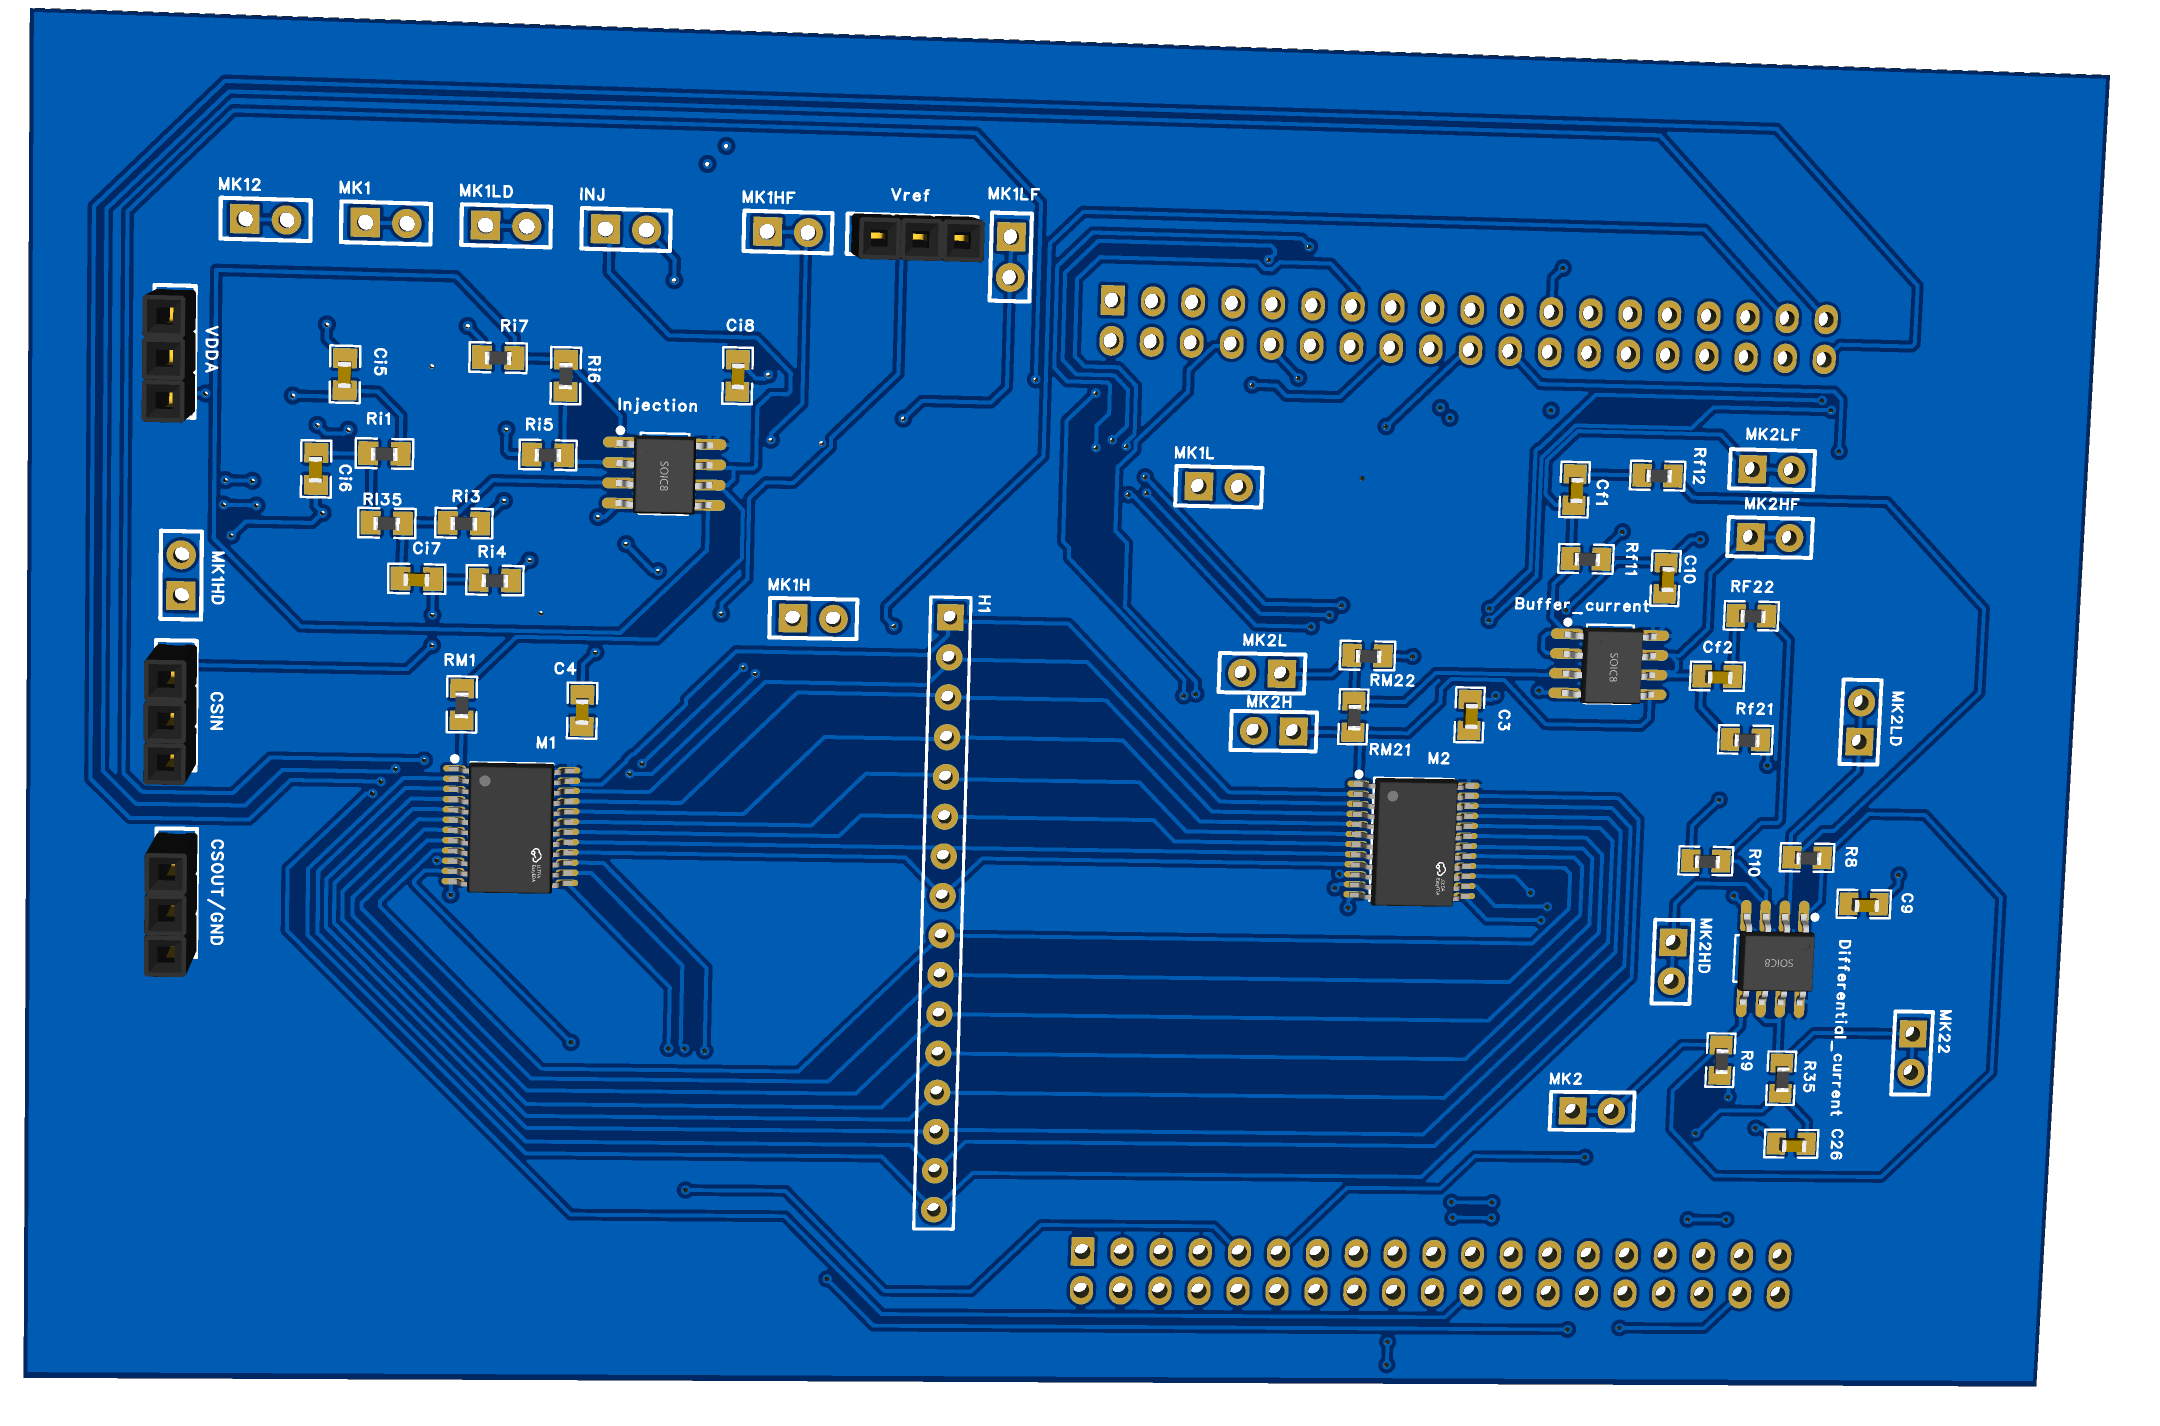 MK12
MK1
MK1LD
INJ
MK1HF
Vref
MK1LF
VDDA
Ci5
Ri7
Ri6
Ci8
Injection
Ri1
Ri5
Ci6
RI35
Ri3
SOIC8
Ci7
Ri4
MK1HD
MK1H
H1
MK1L
MK2LF
Rf12
Cf1
MK2HF
Rf11
C10
Buffer_current
RF22
SOIC8
Cf2
Rf21
MK2L
RM22
MK2H
C3
RM21
M2
MK2LD
CSIN
RM1
C4
M1
CSOUT/GND
R10
R8
C9
MK2HD
SOIC8
Differential_current
MK22
R9
R35
MK2
C26